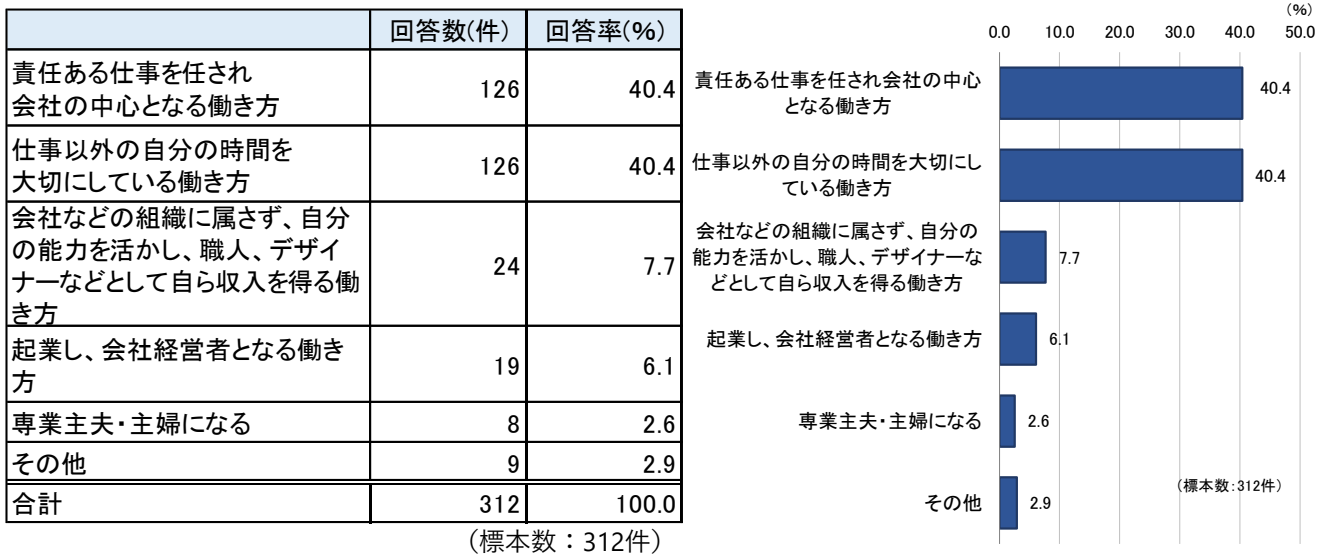 回答数(件) 回答率(%)
責任ある仕事を任され
会社の中心となる働き方
126 40.4
仕事以外の自分の時間を
大切にしている働き方
126 40.4
会社などの組織に属さず、自分
の能力を活かし、職人、デザイ
ナーなどとして自ら収入を得る働
き方
24 7.7
起業し、会社経営者となる働き
方
19 6.1
専業主夫・主婦になる 8 2.6
その他 9 2.9
合計 312 100.0
(標本数：312件)
(%)
0.0 10.0 20.0 30.0 40.0 50.0
責任ある仕事を任され会社の中心
となる働き方
40.4
仕事以外の自分の時間を大切にし
ている働き方
40.4
会社などの組織に属さず、自分の
能力を活かし、職人、デザイナーな
どとして自ら収入を得る働き方
7.7
起業し、会社経営者となる働き方 6.1
専業主夫・主婦になる 2.6
その他 2.9
(標本数:312件)